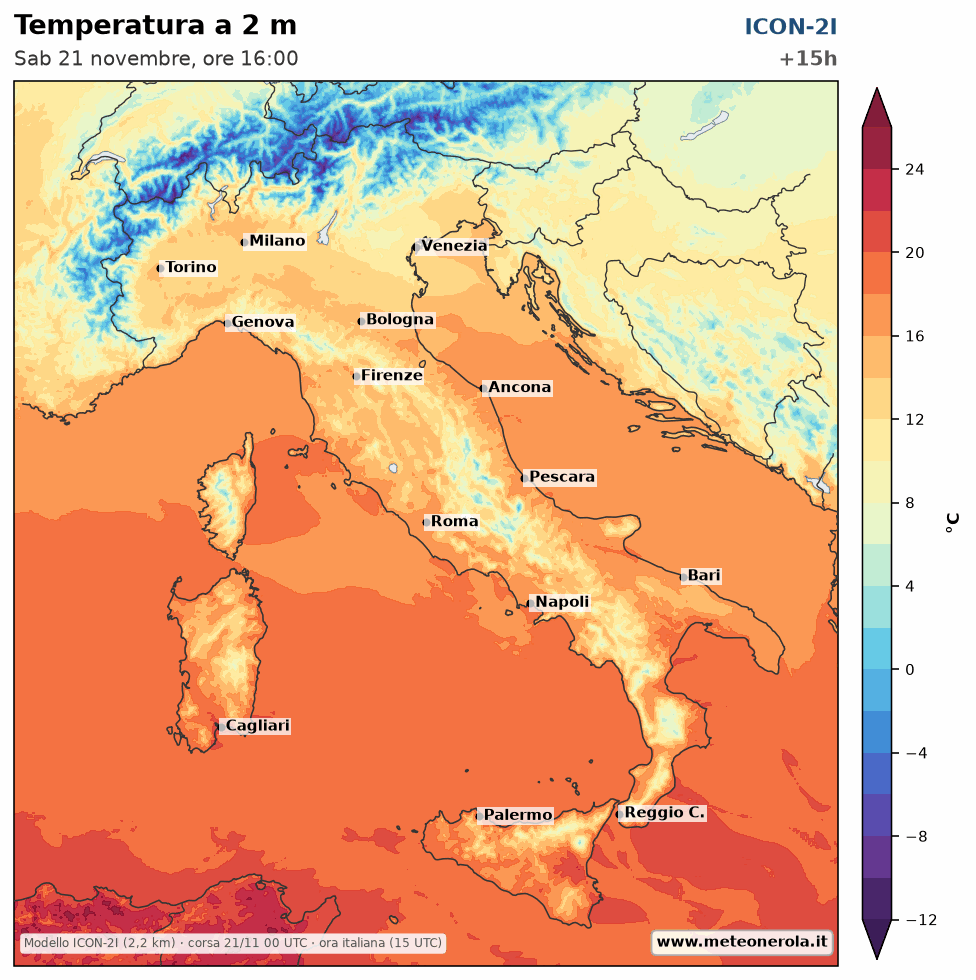 Temperatura a 2 m
ICON-2I
Sab 21 novembre, ore 16:00
+15h
Milano
Venezia
Torino
Genova
Bologna
Firenze
Ancona
Pescara
Roma
Bari
Napoli
Cagliari
Palermo
Reggio C.
24
20
16
12
8
4
0
−4
−8
−12
°C
Modello ICON-2I (2,2 km) · corsa 21/11 00 UTC · ora italiana (15 UTC)
www.meteonerola.it